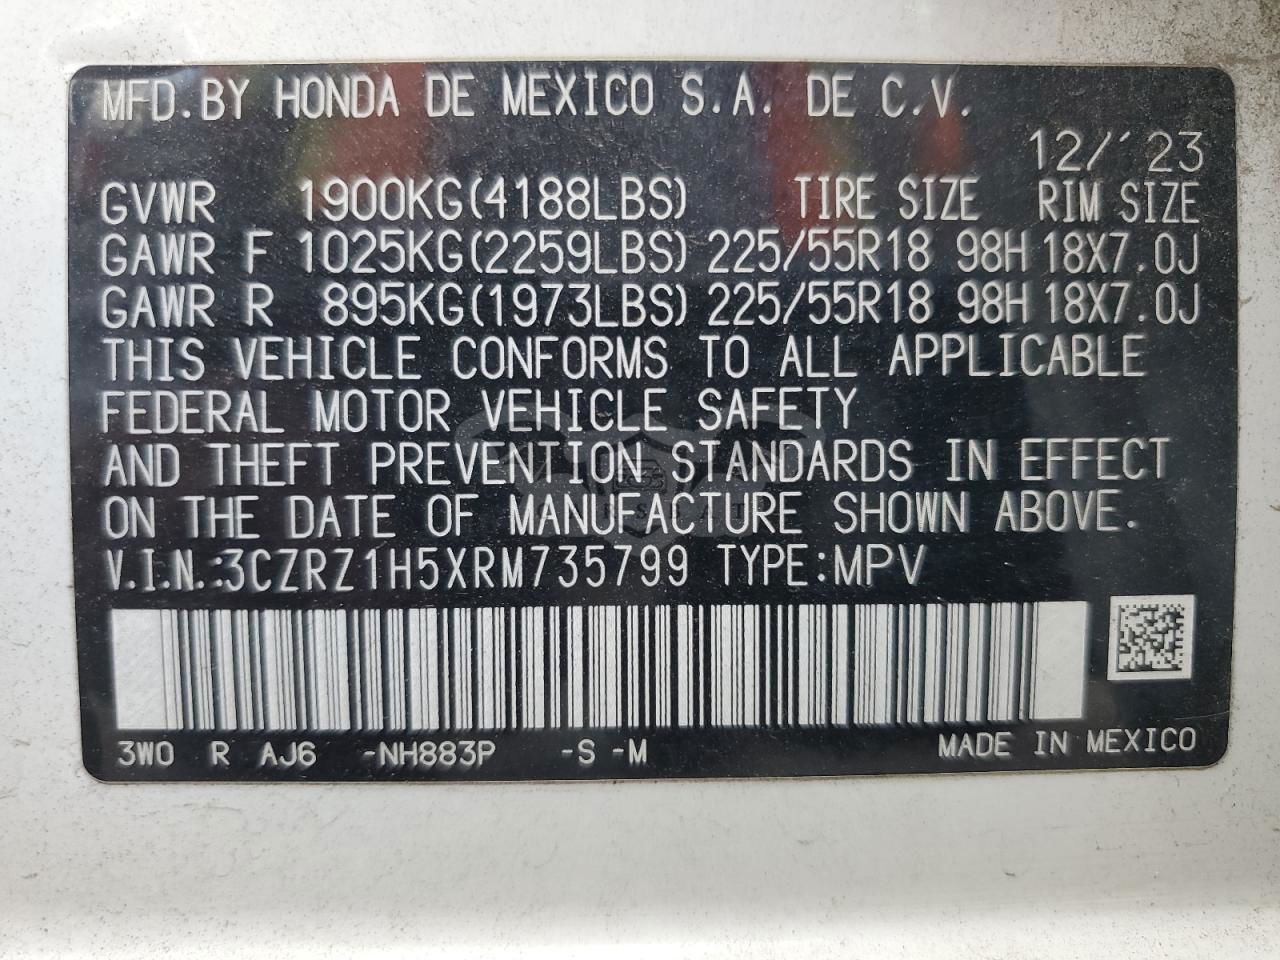 MFD.BY HONDA DE MEXICO S.A. DE C.V.
12/'23
GVWR 1900KG(4188LBS) TIRE SIZE RIM SIZE
GAWR F 1025KG(2259LBS) 225/55R18 98H 18X7.0J
GAWR R 895KG(1973LBS) 225/55R18 98H 18X7.0J
THIS VEHICLE CONFORMS TO ALL APPLICABLE
FEDERAL MOTOR VEHICLE SAFETY
AND THEFT PREVENTION STANDARDS IN EFFECT
ON THE DATE OF MANUFACTURE SHOWN ABOVE.
V.I.N.:3CZRZ1H5XRM735799 TYPE:MPV
3W0 R AJ6 -NH883P -S -M MADE IN MEXICO